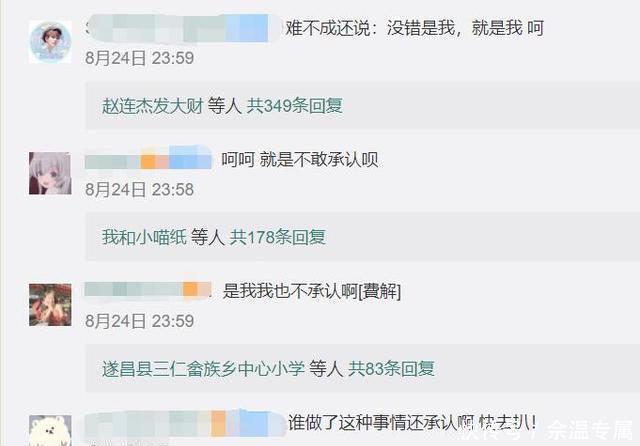 难不成还说：没错是我，就是我 呵
8月24日 23:59
赵连杰发大财 等人 共349条回复
呵呵 就是不敢承认呗
8月24日 23:58
我和小喵纸 等人 共178条回复
是我我也不承认啊[費解]
8月24日 23:59
遂昌县三仁畲族乡中心小学 等人 共83条回复
谁做了这种事情还承认啊 快去扒！
快传号 / 余温专属